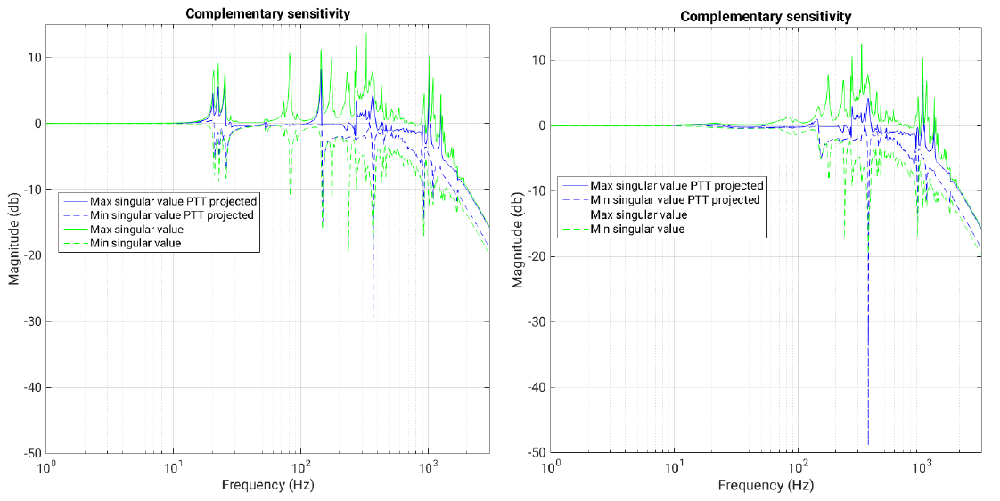 Complementary sensitivity
10
0
-10
-20
-30
-40
-50
Magnitude (db)
Max singular value PTT projected
Min singular value PTT projected
Max singular value
Min singular value
10^0
10^1
10^2
10^3
Frequency (Hz)
Complementary sensitivity
10
0
-10
-20
-30
-40
-50
Magnitude (db)
Max singular value PTT projected
Min singular value PTT projected
Max singular value
Min singular value
10^0
10^1
10^2
10^3
Frequency (Hz)